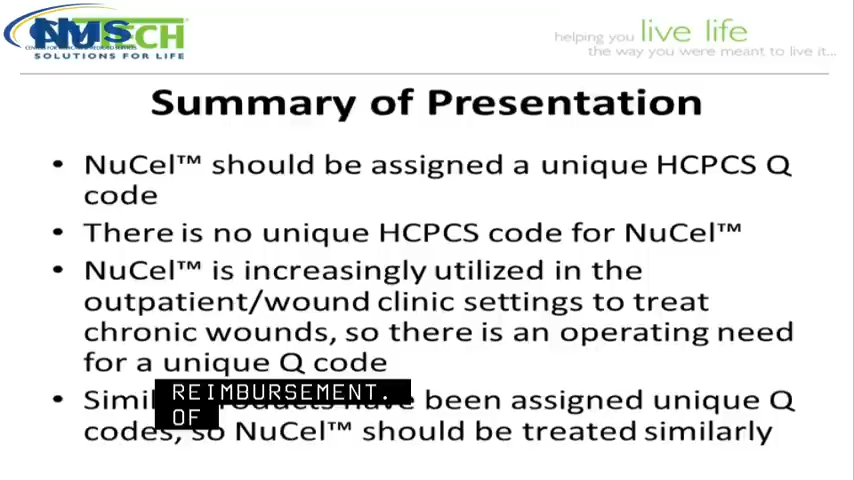 SOLUTIONS FOR LIFE
helping you live life
the way you were meant to live it...
Summary of Presentation
• NuCel™ should be assigned a unique HCPCS Q
code
• There is no unique HCPCS code for NuCel™
• NuCel™ is increasingly utilized in the
outpatient/wound clinic settings to treat
chronic wounds, so there is an operating need
for a unique Q code
REIMBURSEMENT.
• have been assigned unique Q
OF
codes, so NuCel™ should be treated similarly